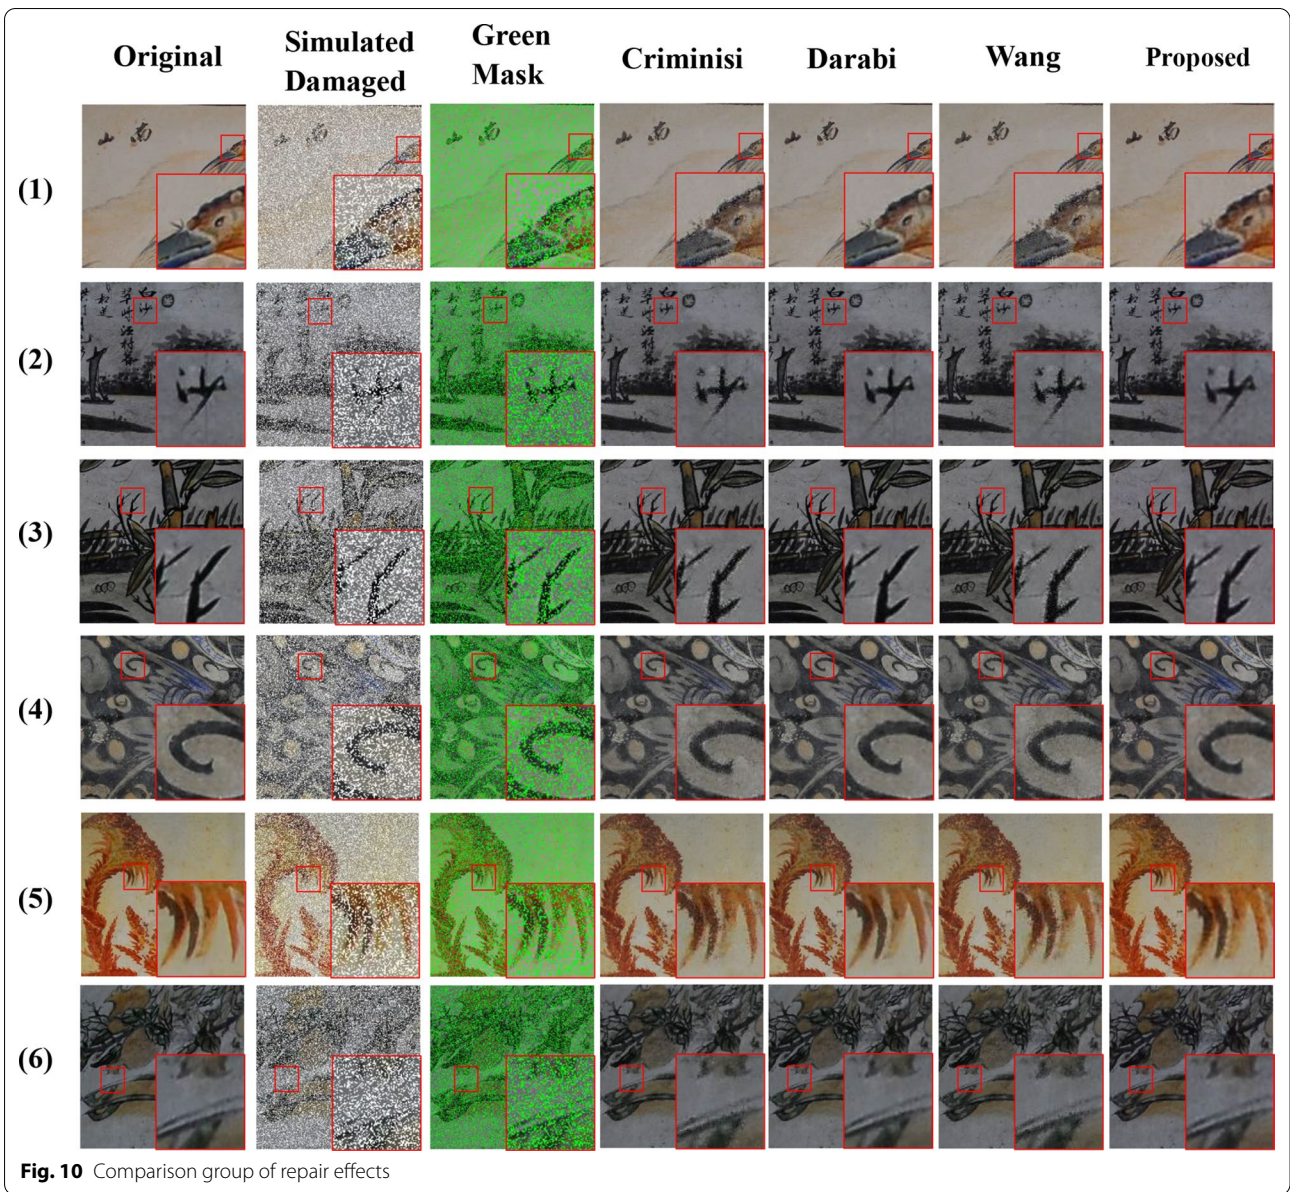 Original
Simulated
Damaged
Green
Mask
Criminisi
Darabi
Wang
Proposed
(1)
(2)
(3)
(4)
(5)
(6)
Fig. 10 Comparison group of repair effects